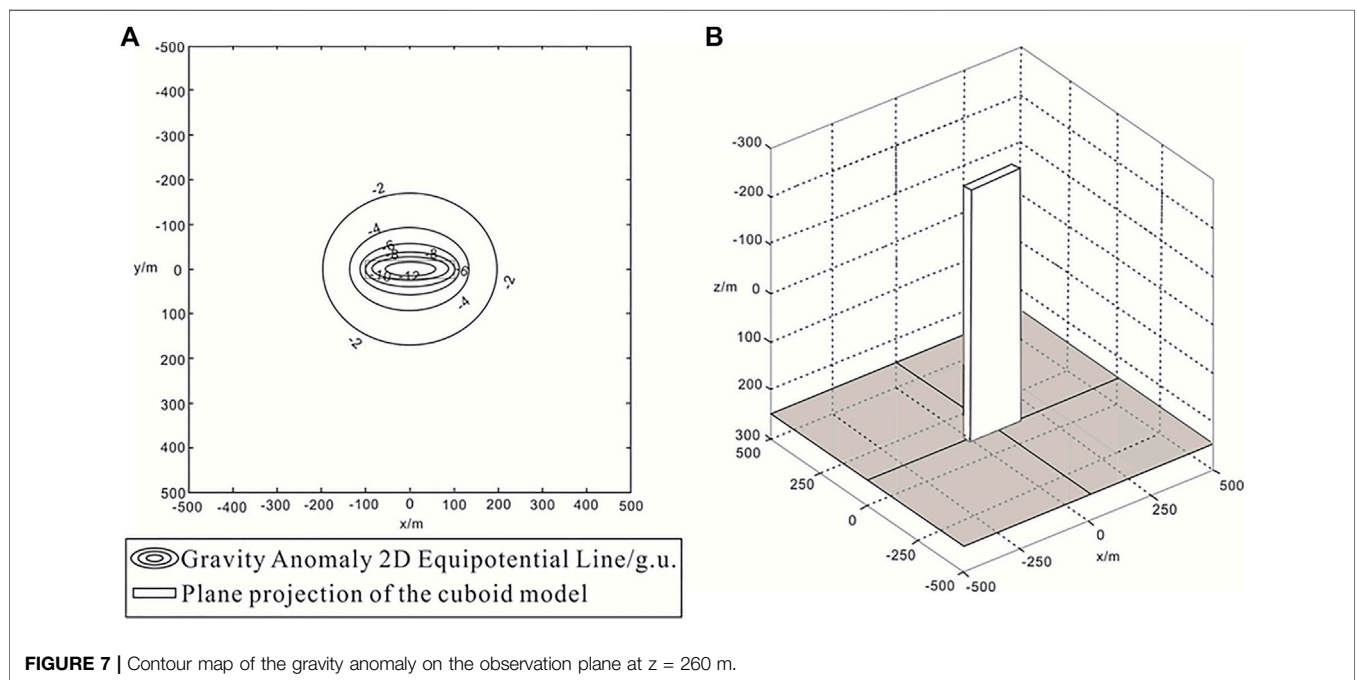 A
-500
-400
-300
-200
-100
y/m 0
100
200
300
400
500
-500 -400 -300 -200 -100 0 100 200 300 400 500
x/m
-2
-4
-6
-8 -8
-10 -12 -6
-4 -2
-2
Gravity Anomaly 2D Equipotential Line/g.u.
Plane projection of the cuboid model
B
-300
-200
-100
z/m 0
100
200
300
500
250
0
-250
-500
-500
-250
0
x/m
250
500
FIGURE 7 | Contour map of the gravity anomaly on the observation plane at z = 260 m.